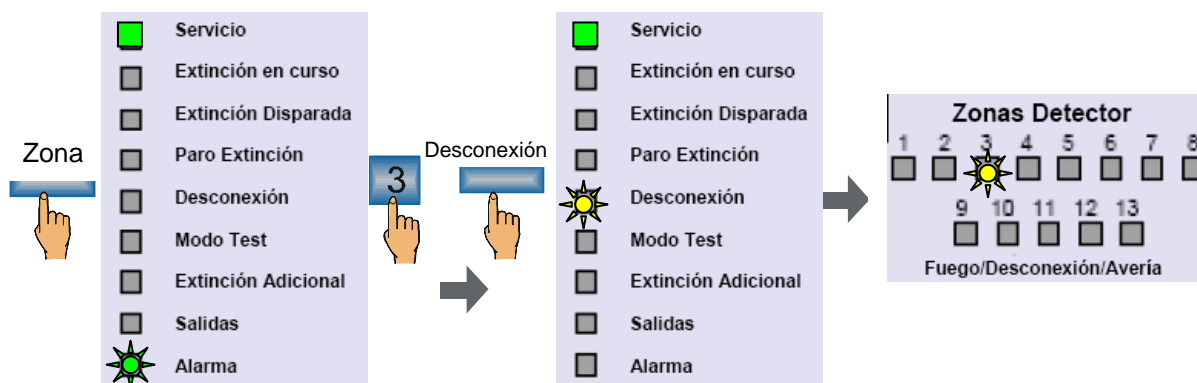 Zona
Servicio
Extinción en curso
Extinción Disparada
Paro Extinción
Desconexión
Modo Test
Extinción Adicional
Salidas
Alarma
3
Desconexión
Servicio
Extinción en curso
Extinción Disparada
Paro Extinción
Desconexión
Modo Test
Extinción Adicional
Salidas
Alarma
Zonas Detector
1 2 3 4 5 6 7 8
9 10 11 12 13
Fuego/Desconexión/Avería